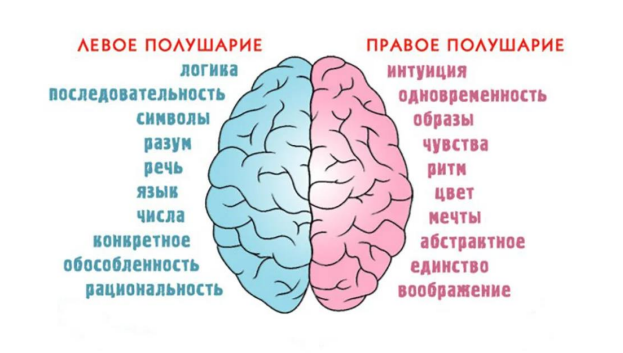 ЛЕВОЕ ПОЛУШАРИЕ
логика
последовательность
символы
разум
речь
язык
числа
конкретное
обособленность
рациональность
ПРАВОЕ ПОЛУШАРИЕ
интуиция
одновременность
образы
чувства
ритм
цвет
мечты
абстрактное
единство
воображение